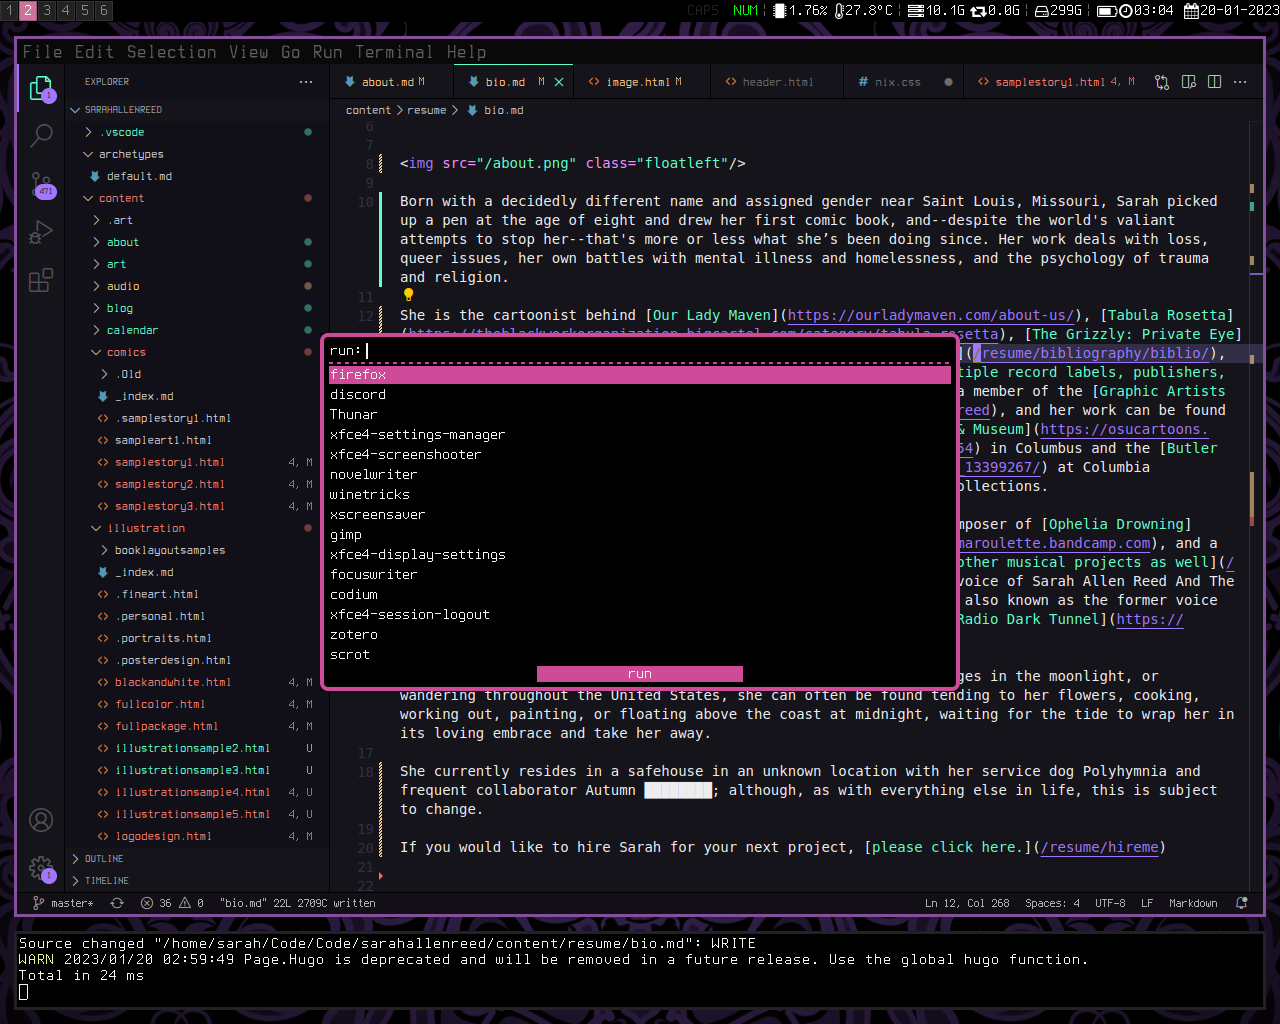 1 2 3 4 5 6 CAPS NUM 1.76% 27.8°C 10.1G 0.0G 299G 03:04 20-01-2023
File Edit Selection View Go Run Terminal Help
EXPLORER ···
about.md M bio.md M image.html M header.html nix.css samplestory1.html 4, M ···
content > resume > bio.md
1
471
SARAHALLENREED
.vscode
archetypes
default.md
content
.art
about
art
audio
blog
calendar
comics
.Old
_index.md
.samplestory1.html
sampleart1.html
samplestory1.html 4, M
samplestory2.html 4, M
samplestory3.html 4, M
illustration
booklayoutsamples
_index.md
.fineart.html
.personal.html
.portraits.html
.posterdesign.html
blackandwhite.html 4, M
fullcolor.html 4, M
fullpackage.html 4, M
illustrationsample2.html U
illustrationsample3.html U
illustrationsample4.html 4, U
illustrationsample5.html 4, U
logodesign.html 4, M
OUTLINE
TIMELINE
1
6
7
8 <img src="/about.png" class="floatleft"/>
9
10 Born with a decidedly different name and assigned gender near Saint Louis, Missouri, Sarah picked
up a pen at the age of eight and drew her first comic book, and--despite the world's valiant
attempts to stop her--that's more or less what she’s been doing since. Her work deals with loss,
queer issues, her own battles with mental illness and homelessness, and the psychology of trauma
and religion.
11
12 She is the cartoonist behind [Our Lady Maven](https://ourladymaven.com/about-us/), [Tabula Rosetta]
(https://theblackworkorganization.bigcartel.com/category/tabula-rosetta), [The Grizzly: Private Eye]
](/resume/bibliography/biblio/),
tiple record labels, publishers,
a member of the [Graphic Artists
reed), and her work can be found
& Museum](https://osucartoons.
64) in Columbus and the [Butler
_13399267/) at Columbia
ollections.
mposer of [Ophelia Drowning]
maroulette.bandcamp.com), and a
other musical projects as well](/
voice of Sarah Allen Reed And The
also known as the former voice
Radio Dark Tunnel](https://
ges in the moonlight, or
wandering throughout the United States, she can often be found tending to her flowers, cooking,
working out, painting, or floating above the coast at midnight, waiting for the tide to wrap her in
its loving embrace and take her away.
17
18 She currently resides in a safehouse in an unknown location with her service dog Polyhymnia and
frequent collaborator Autumn ████████; although, as with everything else in life, this is subject
to change.
19
20 If you would like to hire Sarah for your next project, [please click here.](/resume/hireme)
21
22
run:
firefox
discord
Thunar
xfce4-settings-manager
xfce4-screenshooter
novelwriter
winetricks
xscreensaver
gimp
xfce4-display-settings
focuswriter
codium
xfce4-session-logout
zotero
scrot
run
master* 36 0 "bio.md" 22L 2709C written Ln 12, Col 268 Spaces: 4 UTF-8 LF Markdown
Source changed "/home/sarah/Code/Code/sarahallenreed/content/resume/bio.md": WRITE
WARN 2023/01/20 02:59:49 Page.Hugo is deprecated and will be removed in a future release. Use the global hugo function.
Total in 24 ms